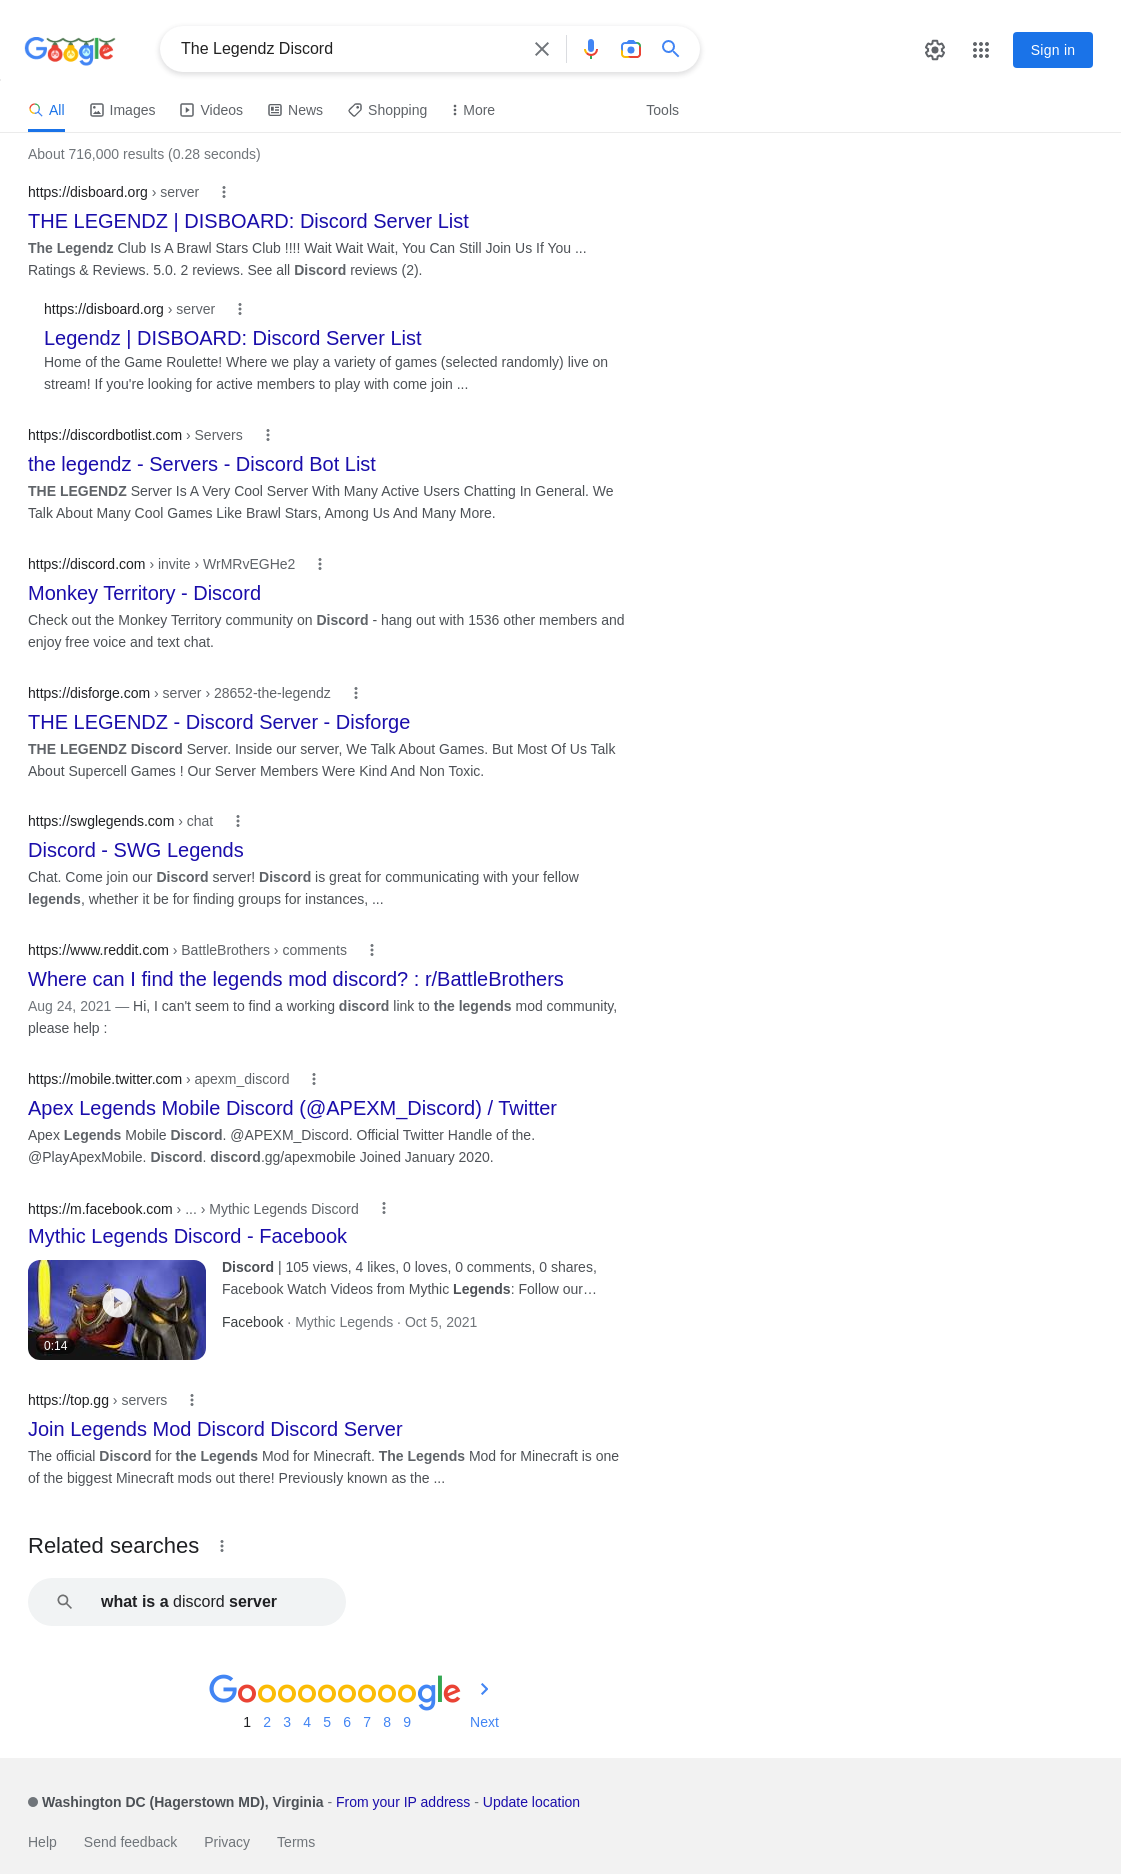 Google
The Legendz Discord
Sign in
All Images Videos News Shopping More Tools
About 716,000 results (0.28 seconds)
https://disboard.org › server
THE LEGENDZ | DISBOARD: Discord Server List
The Legendz Club Is A Brawl Stars Club !!!! Wait Wait Wait, You Can Still Join Us If You ...
Ratings & Reviews. 5.0. 2 reviews. See all Discord reviews (2).
https://disboard.org › server
Legendz | DISBOARD: Discord Server List
Home of the Game Roulette! Where we play a variety of games (selected randomly) live on
stream! If you're looking for active members to play with come join ...
https://discordbotlist.com › Servers
the legendz - Servers - Discord Bot List
THE LEGENDZ Server Is A Very Cool Server With Many Active Users Chatting In General. We
Talk About Many Cool Games Like Brawl Stars, Among Us And Many More.
https://discord.com › invite › WrMRvEGHe2
Monkey Territory - Discord
Check out the Monkey Territory community on Discord - hang out with 1536 other members and
enjoy free voice and text chat.
https://disforge.com › server › 28652-the-legendz
THE LEGENDZ - Discord Server - Disforge
THE LEGENDZ Discord Server. Inside our server, We Talk About Games. But Most Of Us Talk
About Supercell Games ! Our Server Members Were Kind And Non Toxic.
https://swglegends.com › chat
Discord - SWG Legends
Chat. Come join our Discord server! Discord is great for communicating with your fellow
legends, whether it be for finding groups for instances, ...
https://www.reddit.com › BattleBrothers › comments
Where can I find the legends mod discord? : r/BattleBrothers
Aug 24, 2021 — Hi, I can't seem to find a working discord link to the legends mod community,
please help :
https://mobile.twitter.com › apexm_discord
Apex Legends Mobile Discord (@APEXM_Discord) / Twitter
Apex Legends Mobile Discord. @APEXM_Discord. Official Twitter Handle of the.
@PlayApexMobile. Discord. discord.gg/apexmobile Joined January 2020.
https://m.facebook.com › ... › Mythic Legends Discord
Mythic Legends Discord - Facebook
Discord | 105 views, 4 likes, 0 loves, 0 comments, 0 shares,
Facebook Watch Videos from Mythic Legends: Follow our…
Facebook · Mythic Legends · Oct 5, 2021
0:14
https://top.gg › servers
Join Legends Mod Discord Discord Server
The official Discord for the Legends Mod for Minecraft. The Legends Mod for Minecraft is one
of the biggest Minecraft mods out there! Previously known as the ...
Related searches
what is a discord server
Goooooooooogle
1 2 3 4 5 6 7 8 9 Next
Washington DC (Hagerstown MD), Virginia - From your IP address - Update location
Help Send feedback Privacy Terms